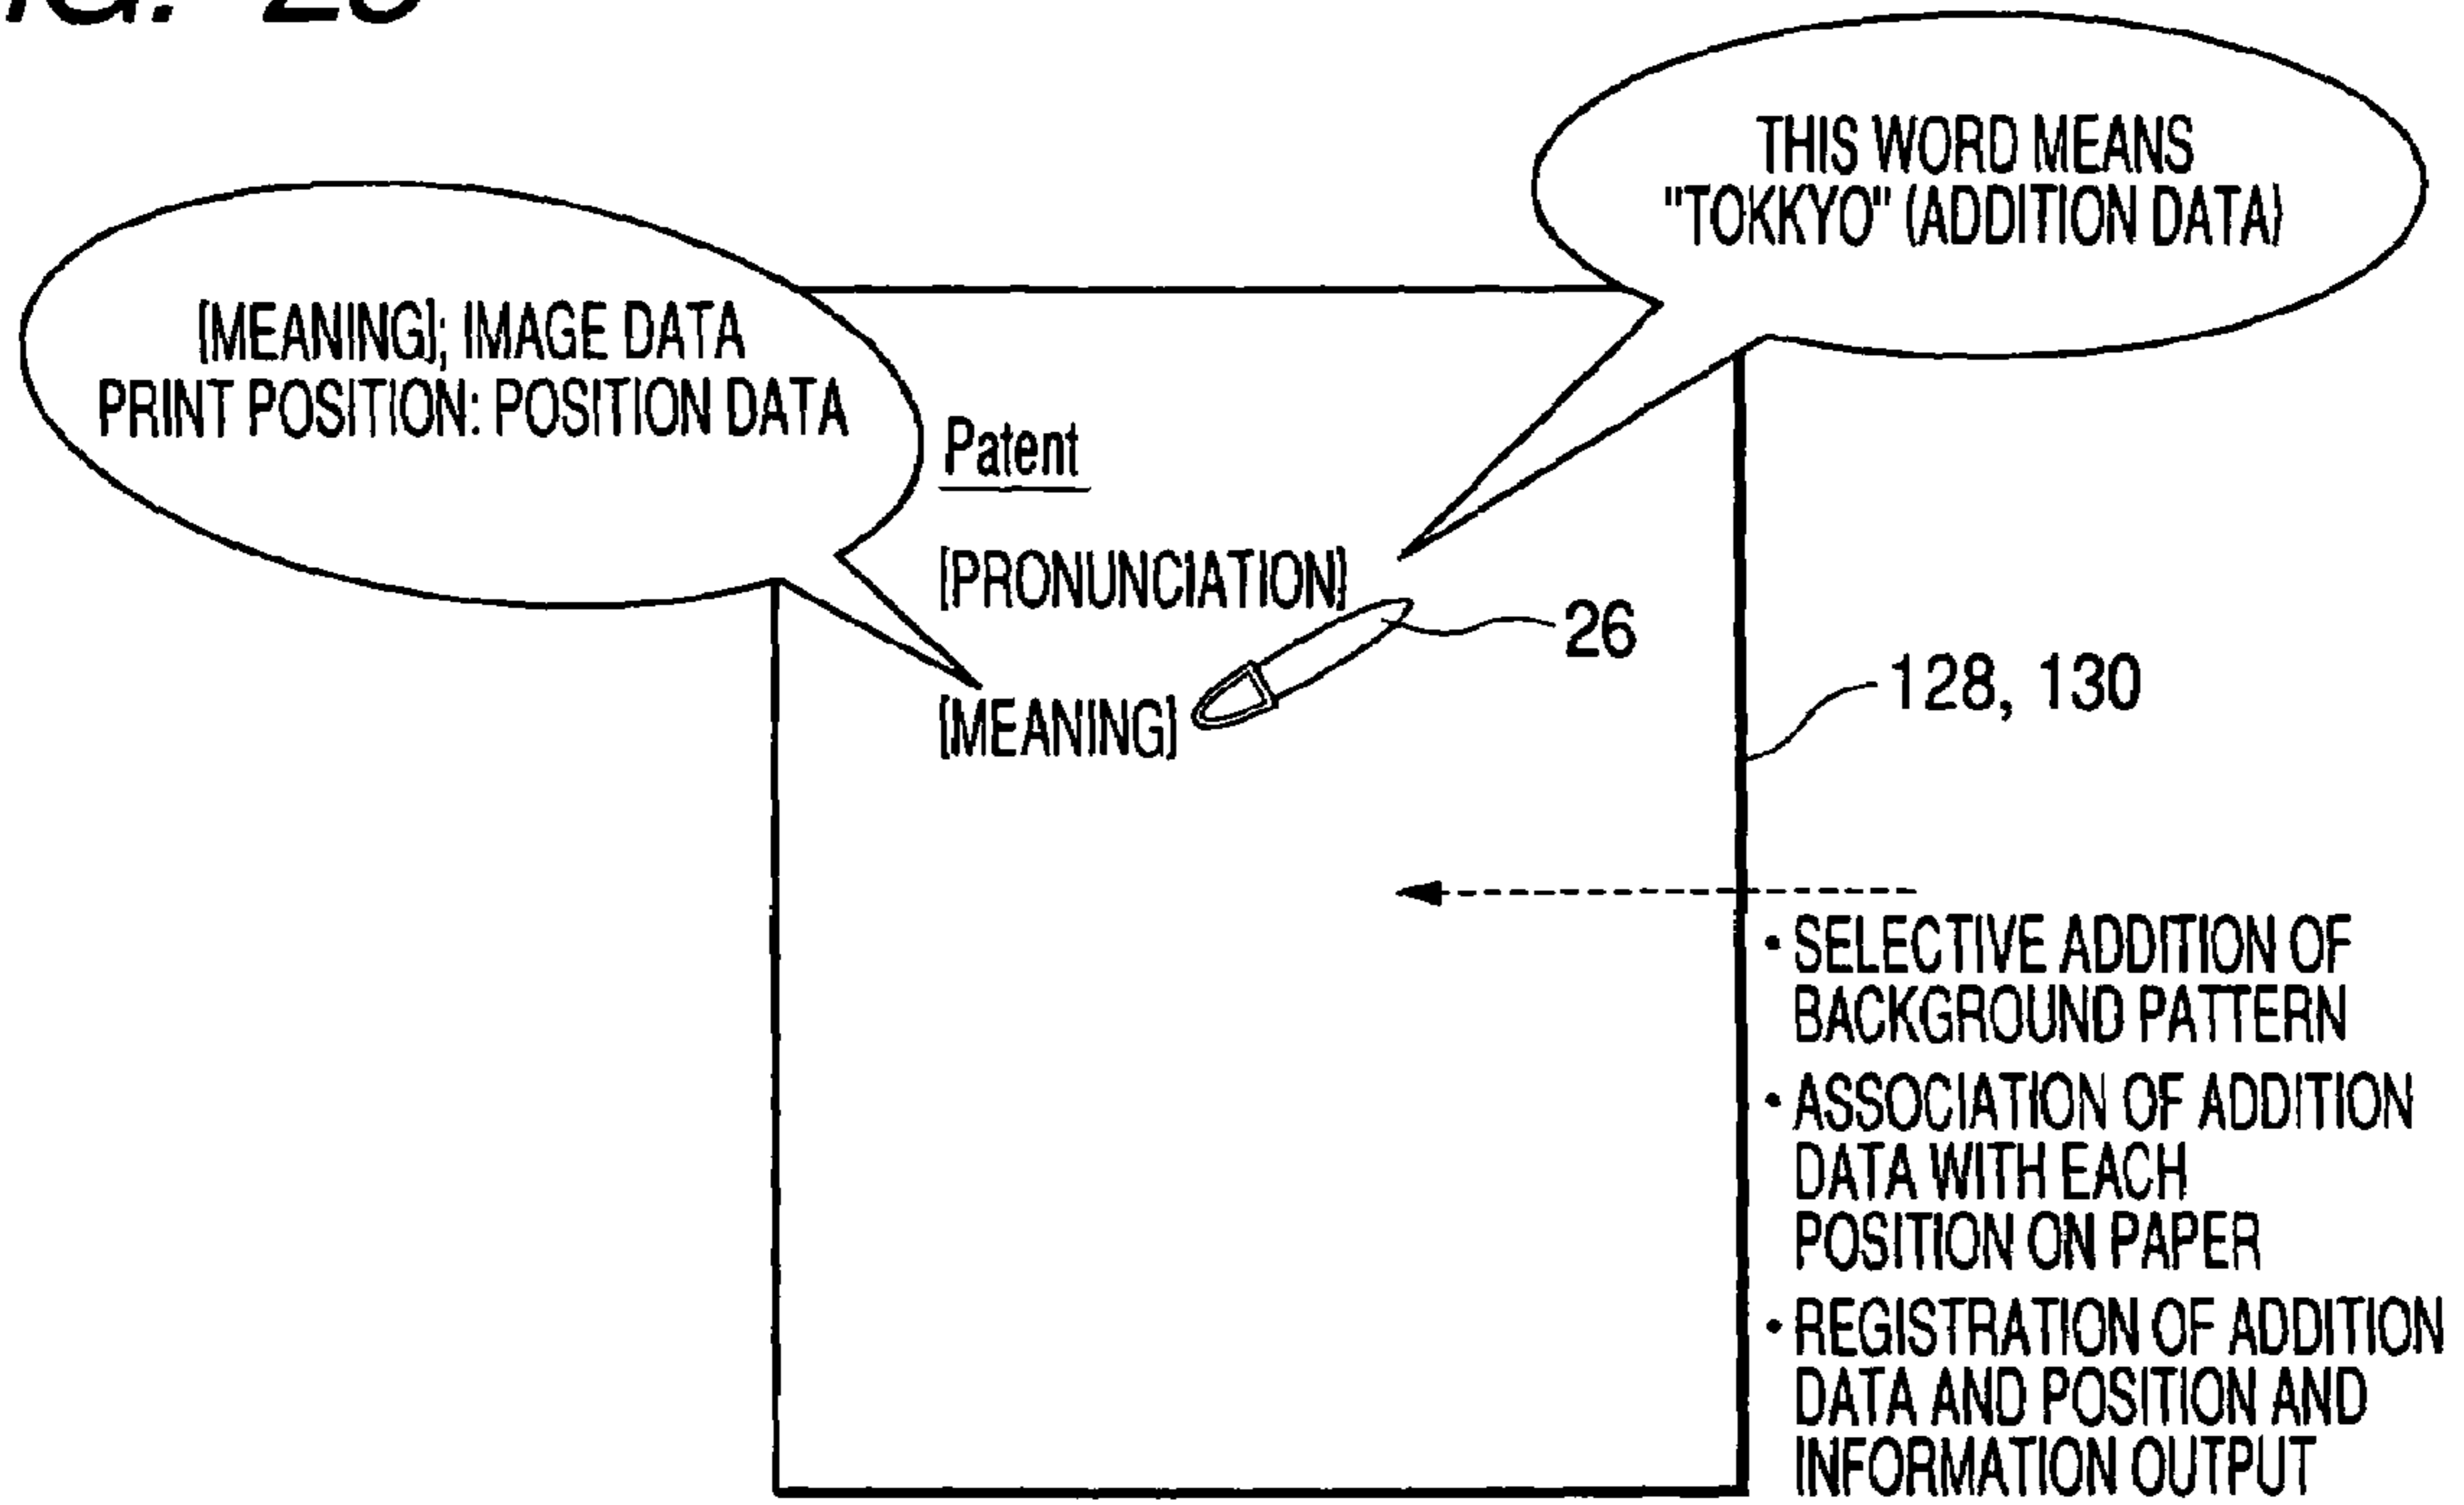 THIS WORD MEANS
"TOKKYO" (ADDITION DATA)
[MEANING]; IMAGE DATA
PRINT POSITION: POSITION DATA
Patent
[PRONUNCIATION]
26
[MEANING]
128, 130
• SELECTIVE ADDITION OF
BACKGROUND PATTERN
• ASSOCIATION OF ADDITION
DATA WITH EACH
POSITION ON PAPER
• REGISTRATION OF ADDITION
DATA AND POSITION AND
INFORMATION OUTPUT